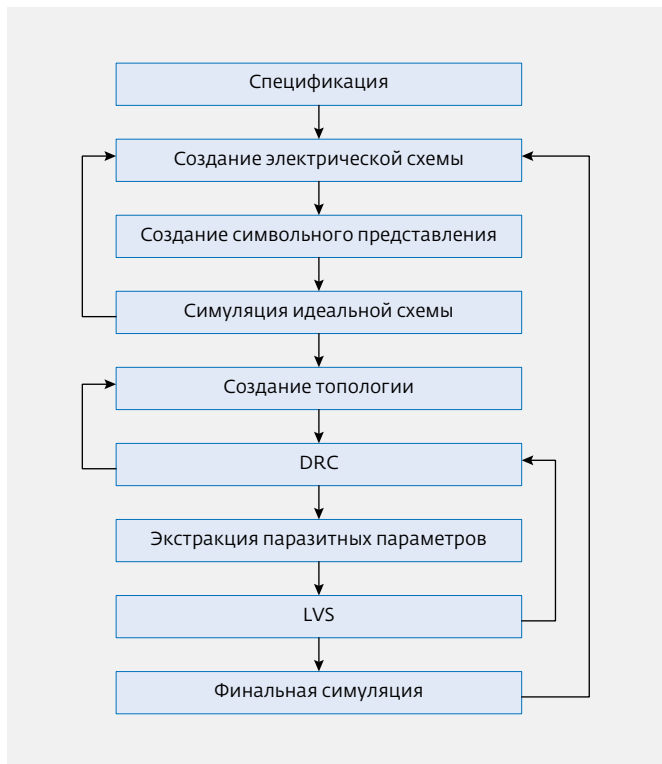 Спецификация
Создание электрической схемы
Создание символьного представления
Симуляция идеальной схемы
Создание топологии
DRC
Экстракция паразитных параметров
LVS
Финальная симуляция